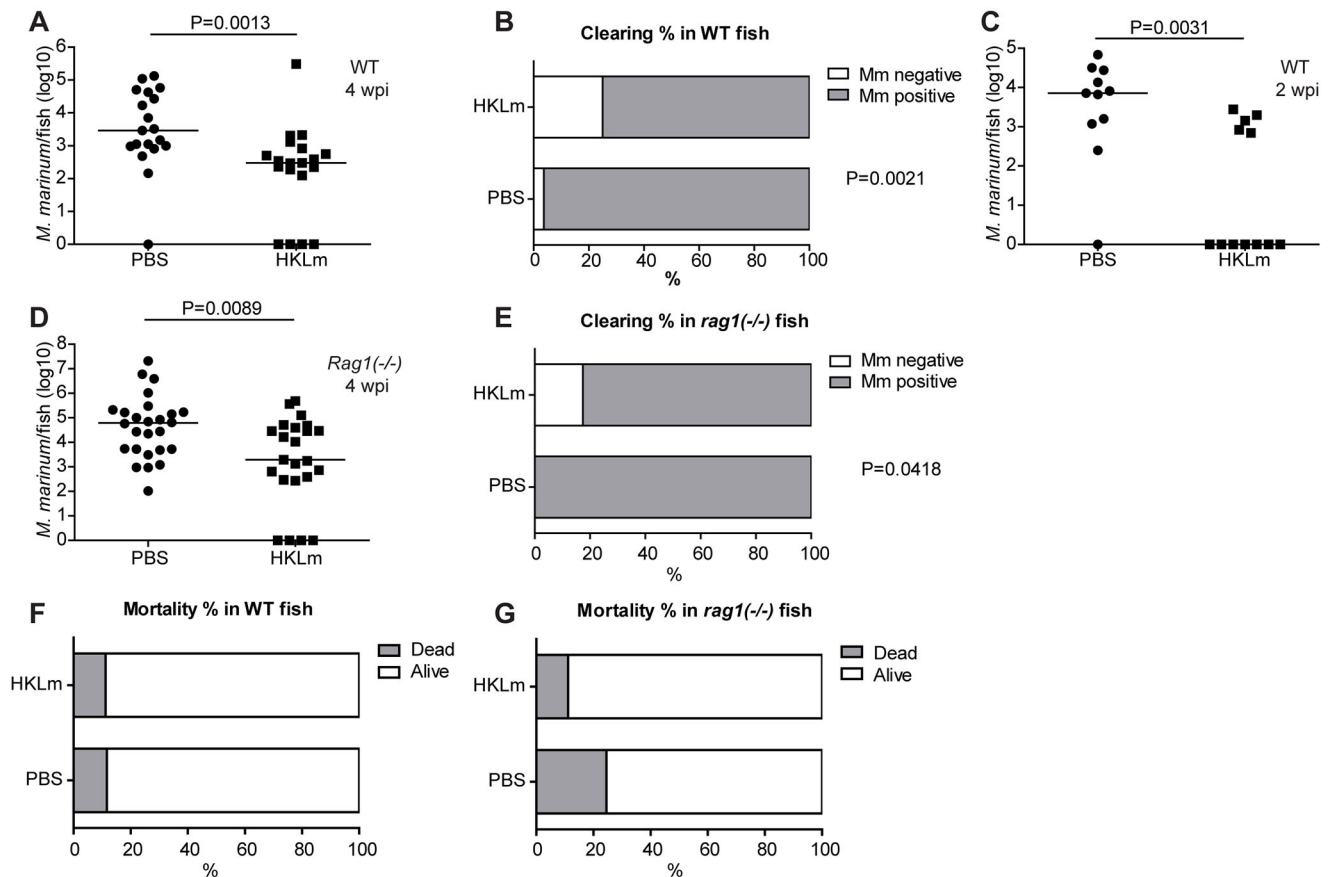 A
P=0.0013
M. marinum/fish (log10)
6
5
4
3
2
1
0
WT
4 wpi
PBS
HKLm
B
Clearing % in WT fish
HKLm
PBS
Mm negative
Mm positive
P=0.0021
0 20 40 60 80 100
%
C
P=0.0031
M. marinum/fish (log10)
5
4
3
2
1
0
WT
2 wpi
PBS
HKLm
D
P=0.0089
M. marinum/fish (log10)
8
7
6
5
4
3
2
1
0
Rag1(-/-)
4 wpi
PBS
HKLm
E
Clearing % in rag1(-/-) fish
HKLm
PBS
Mm negative
Mm positive
P=0.0418
0 20 40 60 80 100
%
F
Mortality % in WT fish
HKLm
PBS
Dead
Alive
0 20 40 60 80 100
%
G
Mortality % in rag1(-/-) fish
HKLm
PBS
Dead
Alive
0 20 40 60 80 100
%